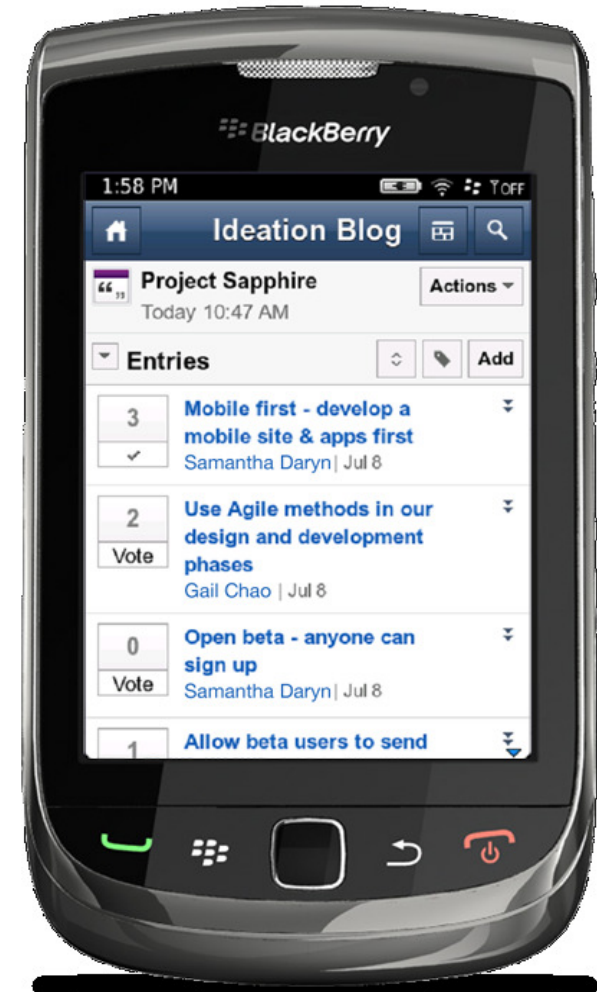 BlackBerry
1:58 PM
OFF
Ideation Blog
Project Sapphire
Actions
Today 10:47 AM
Entries
Add
3
Mobile first - develop a
mobile site & apps first
Samantha Daryn| Jul 8
2
Vote
Use Agile methods in our
design and development
phases
Gail Chao | Jul 8
0
Vote
Open beta - anyone can
sign up
Samantha Daryn| Jul 8
1
Allow beta users to send